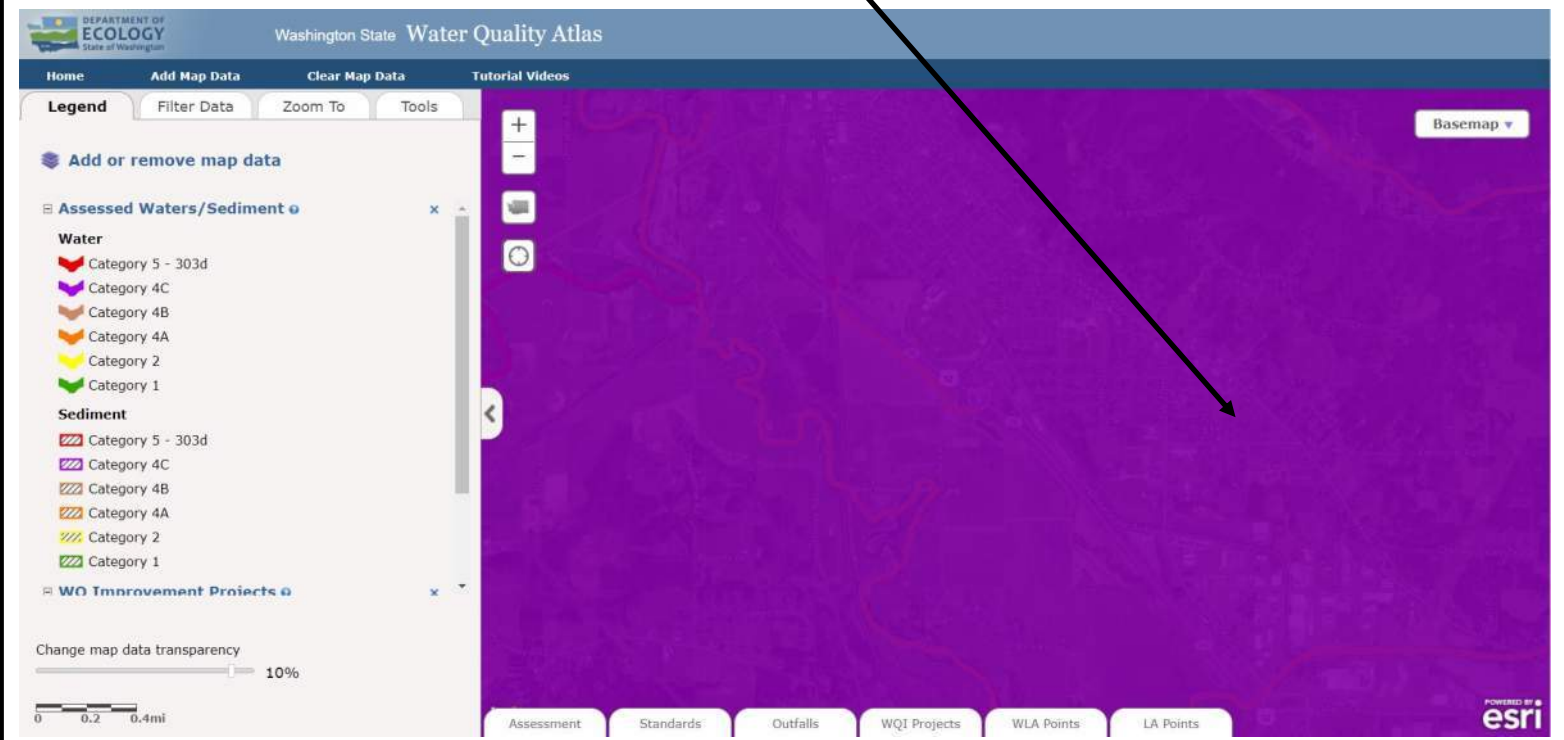 DEPARTMENT OF
ECOLOGY
State of Washington
Washington State Water Quality Atlas
Home Add Map Data Clear Map Data Tutorial Videos
Legend Filter Data Zoom To Tools
Add or remove map data
Assessed Waters/Sediment
Water
Category 5 - 303d
Category 4C
Category 4B
Category 4A
Category 2
Category 1
Sediment
Category 5 - 303d
Category 4C
Category 4B
Category 4A
Category 2
Category 1
WQ Improvement Projects
Change map data transparency
10%
0 0.2 0.4mi
+
−
Basemap
Assessment Standards Outfalls WQI Projects WLA Points LA Points
POWERED BY
esri